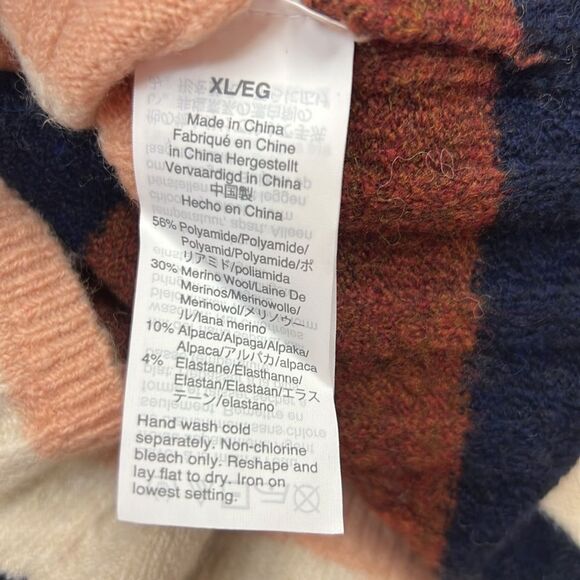 XL/EG
Made in China
Fabriqué en Chine
in China Hergestellt
Vervaardigd in China
中国製
Hecho en China
56% Polyamide/Polyamide/
Polyamid/Polyamide/ポ
リアミド/poliamida
30% Merino Wool/Laine De
Merinos/Merinowolle/
Merinowol/メリノウー
ル/lana merino
10% Alpaca/Alpaga/Alpaka/
Alpaca/アルパカ/alpaca
4% Elastane/Élasthanne/
Elastan/Elastaan/エラス
テーン/elastano
Hand wash cold
separately. Non-chlorine
bleach only. Reshape and
lay flat to dry. Iron on
lowest setting.